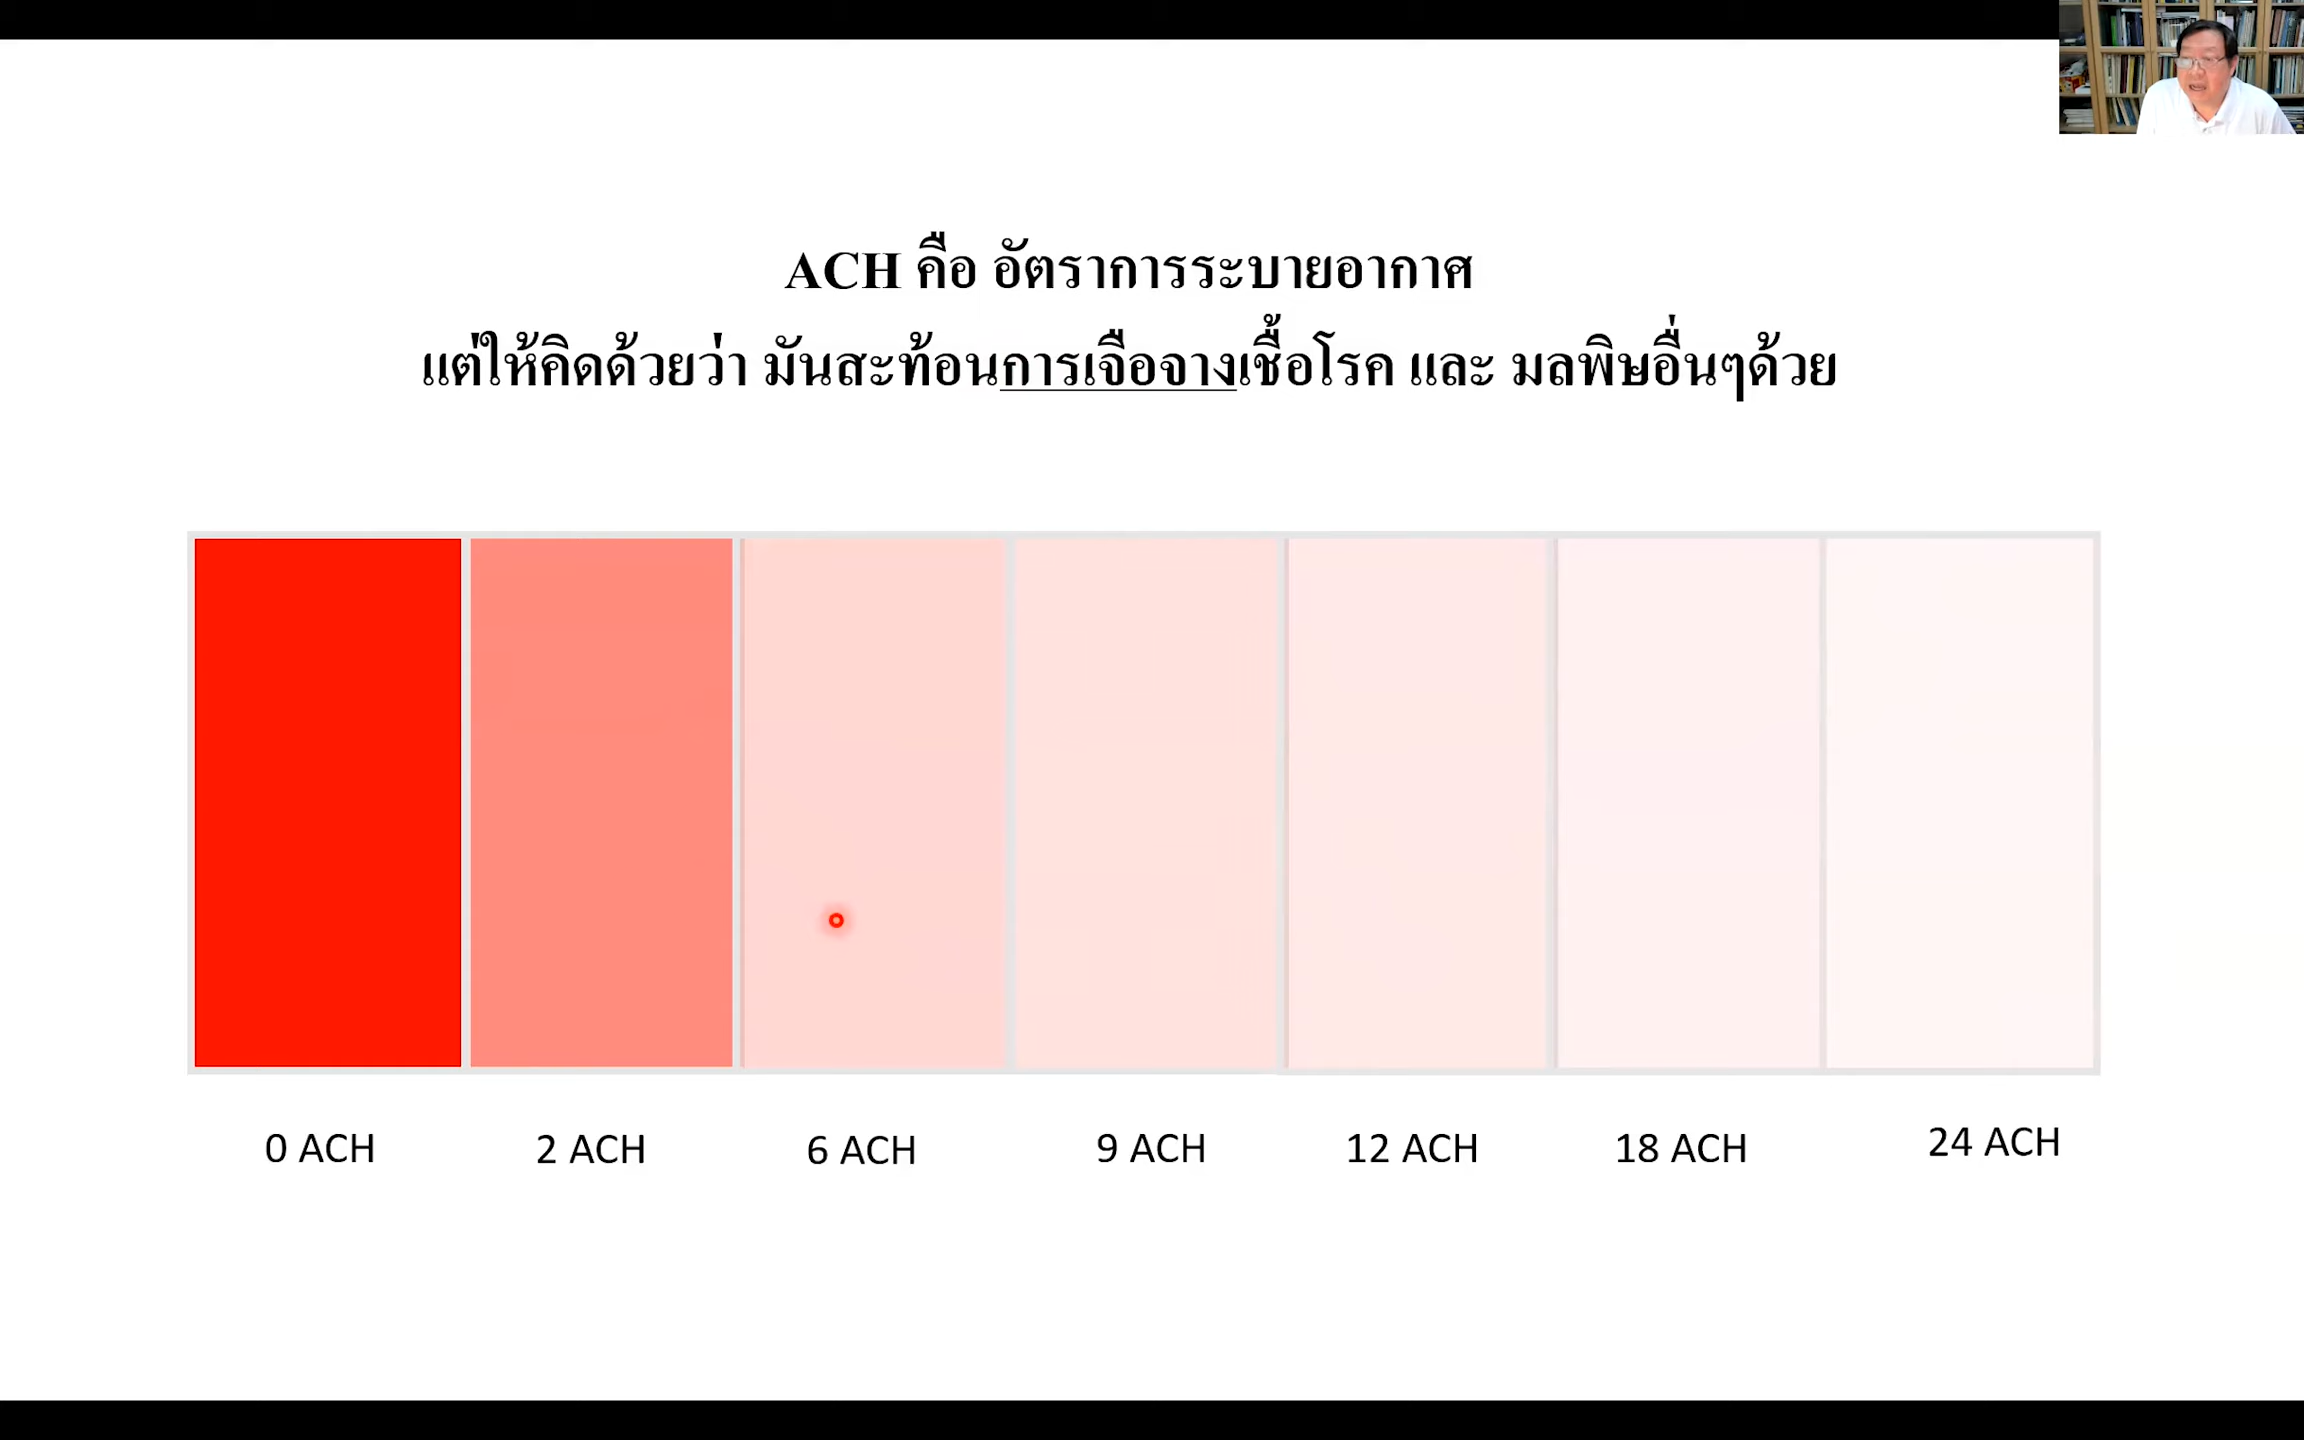 ACH คือ อัตราการระบายอากาศ
แต่ให้คิดด้วยว่า มันสะท้อนการเจือจางเชื้อโรค และ มลพิษอื่นๆด้วย
0 ACH
2 ACH
6 ACH
9 ACH
12 ACH
18 ACH
24 ACH